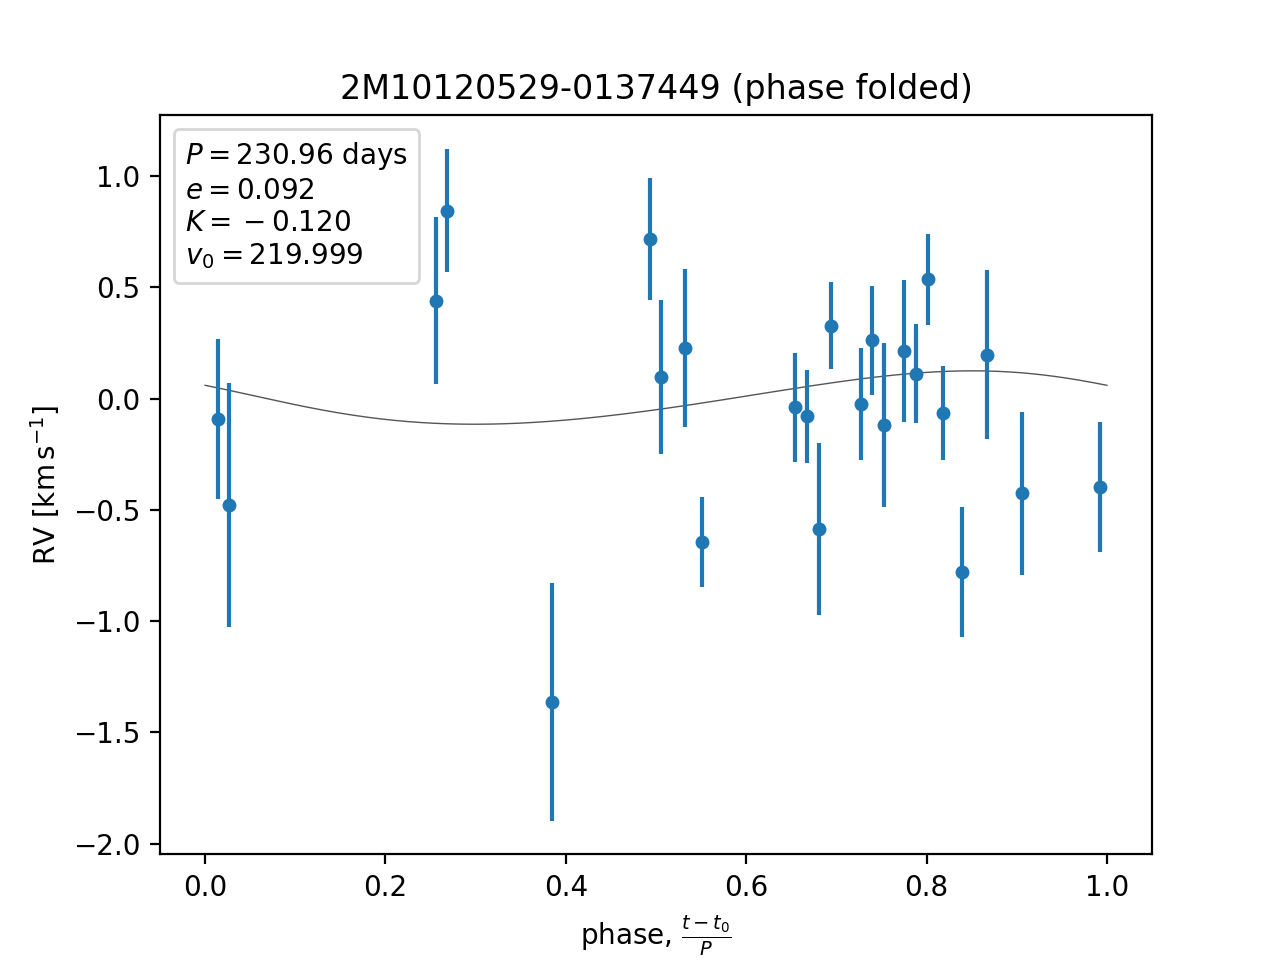 2M10120529-0137449 (phase folded)
P = 230.96 days
e = 0.092
K = −0.120
v₀ = 219.999
1.0
0.5
0.0
−0.5
−1.0
−1.5
−2.0
RV [km s⁻¹]
0.0 0.2 0.4 0.6 0.8 1.0
phase, (t − t₀)/P